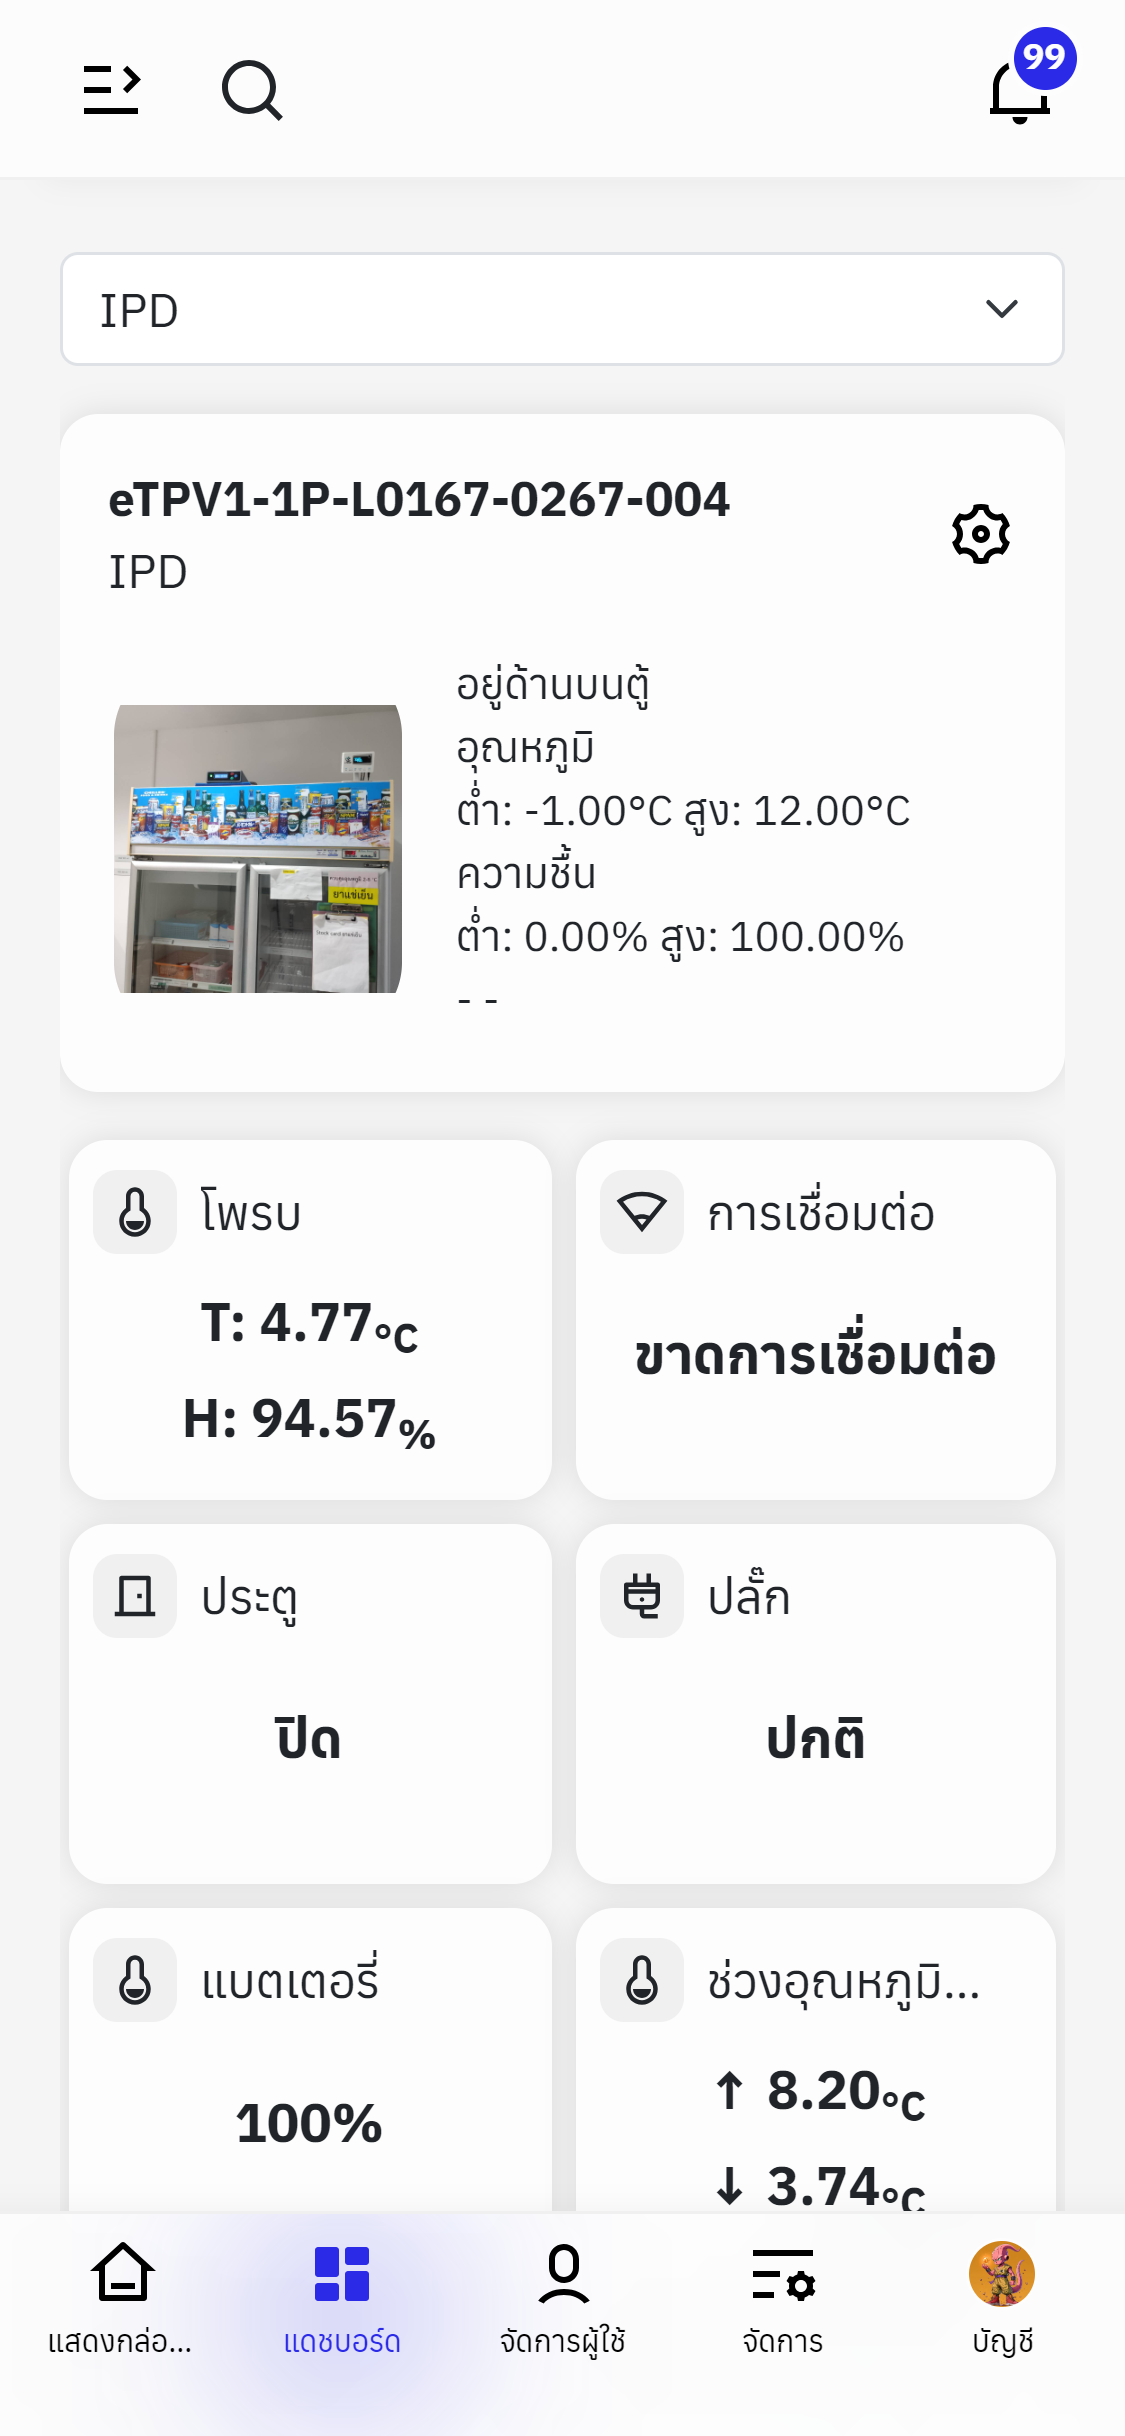 99
IPD
eTPV1-1P-L0167-0267-004
IPD
อยู่ด้านบนตู้
อุณหภูมิ
ต่ำ: -1.00°C สูง: 12.00°C
ความชื้น
ต่ำ: 0.00% สูง: 100.00%
- -
ยาแช่เย็น
โพรบ
T: 4.77°C
H: 94.57%
การเชื่อมต่อ
ขาดการเชื่อมต่อ
ประตู
ปิด
ปลั๊ก
ปกติ
แบตเตอรี่
100%
ช่วงอุณหภูมิ...
↑ 8.20°C
↓ 3.74°C
แสดงกล่อ...
แดชบอร์ด
จัดการผู้ใช้
จัดการ
บัญชี